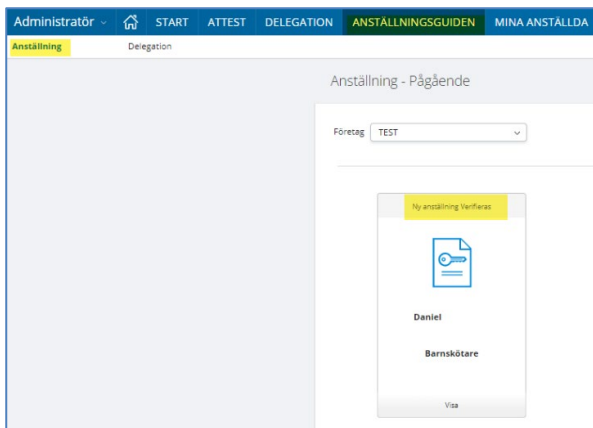 Administratör START ATTEST DELEGATION ANSTÄLLNINGSGUIDEN MINA ANSTÄLLDA
Anställning Delegation
Anställning - Pågående
Företag TEST
Ny anställning Verifieras
Daniel
Barnskötare
Visa